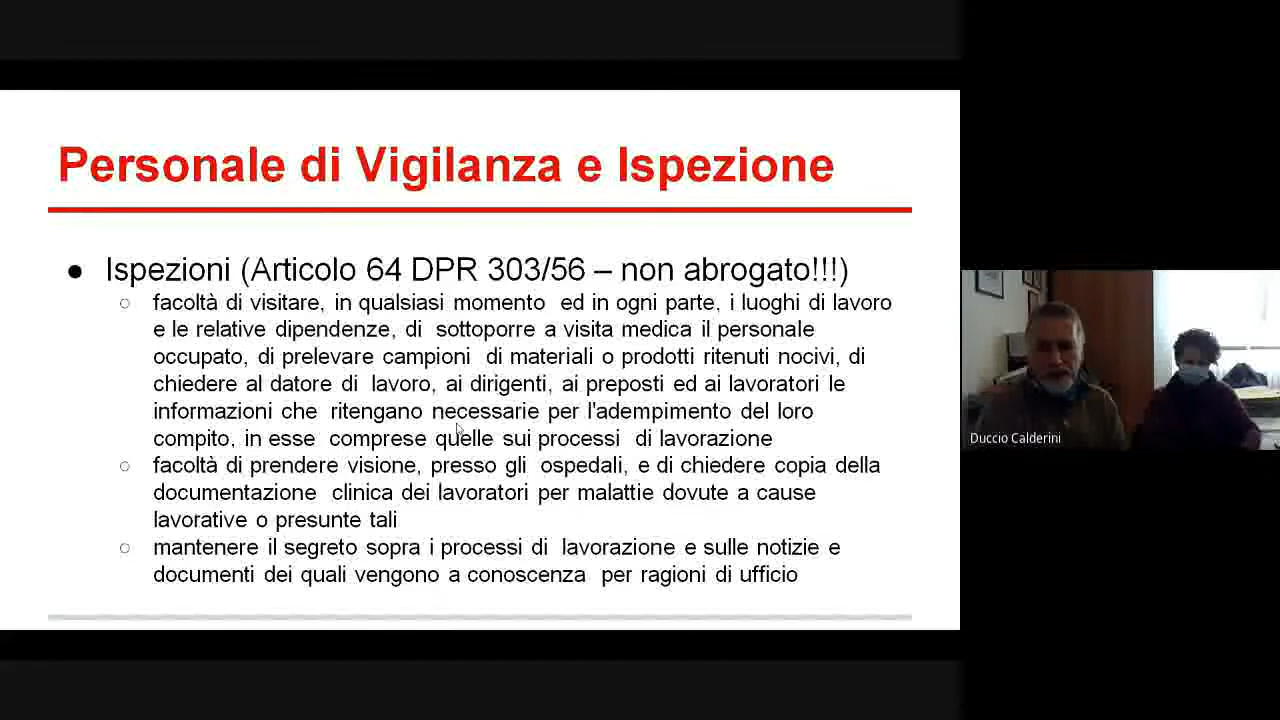 Personale di Vigilanza e Ispezione
● Ispezioni (Articolo 64 DPR 303/56 – non abrogato!!!)
○ facoltà di visitare, in qualsiasi momento ed in ogni parte, i luoghi di lavoro
e le relative dipendenze, di sottoporre a visita medica il personale
occupato, di prelevare campioni di materiali o prodotti ritenuti nocivi, di
chiedere al datore di lavoro, ai dirigenti, ai preposti ed ai lavoratori le
informazioni che ritengano necessarie per l'adempimento del loro
compito, in esse comprese quelle sui processi di lavorazione
○ facoltà di prendere visione, presso gli ospedali, e di chiedere copia della
documentazione clinica dei lavoratori per malattie dovute a cause
lavorative o presunte tali
○ mantenere il segreto sopra i processi di lavorazione e sulle notizie e
documenti dei quali vengono a conoscenza per ragioni di ufficio
Duccio Calderini